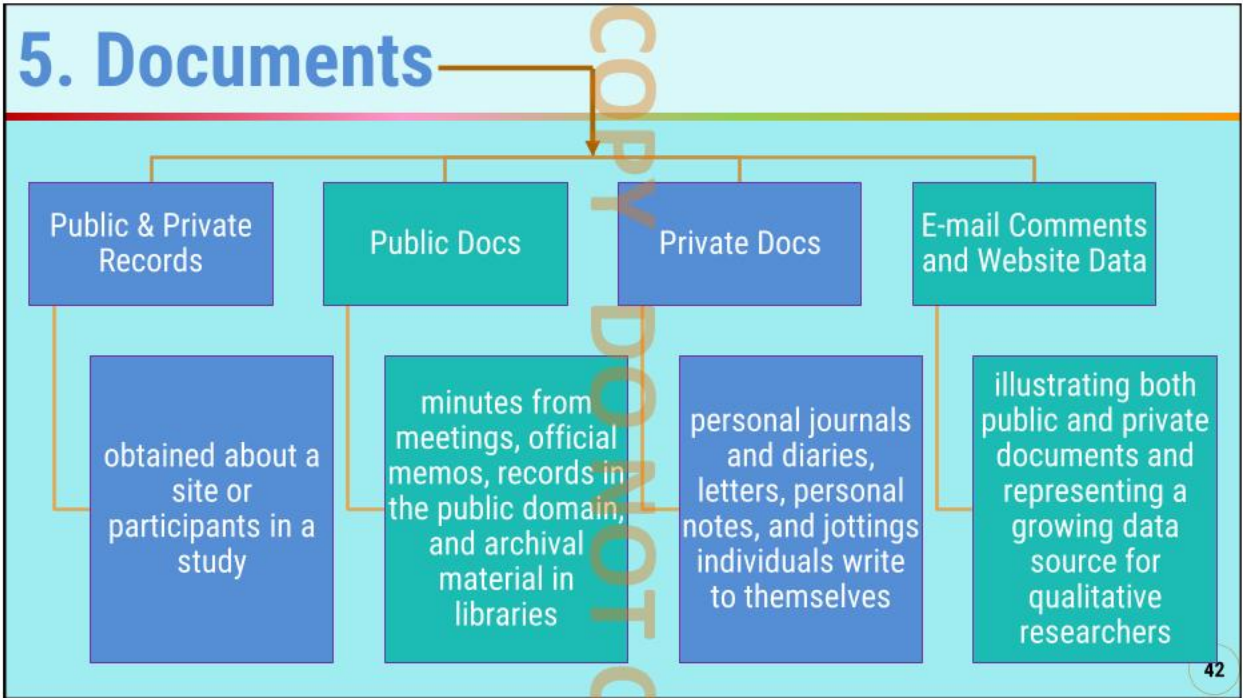 5. Documents
Public & Private
Records
Public Docs
Private Docs
E-mail Comments
and Website Data
obtained about a
site or
participants in a
study
minutes from
meetings, official
memos, records in
the public domain,
and archival
material in
libraries
personal journals
and diaries,
letters, personal
notes, and jottings
individuals write
to themselves
illustrating both
public and private
documents and
representing a
growing data
source for
qualitative
researchers
42
COPY DO NOT C